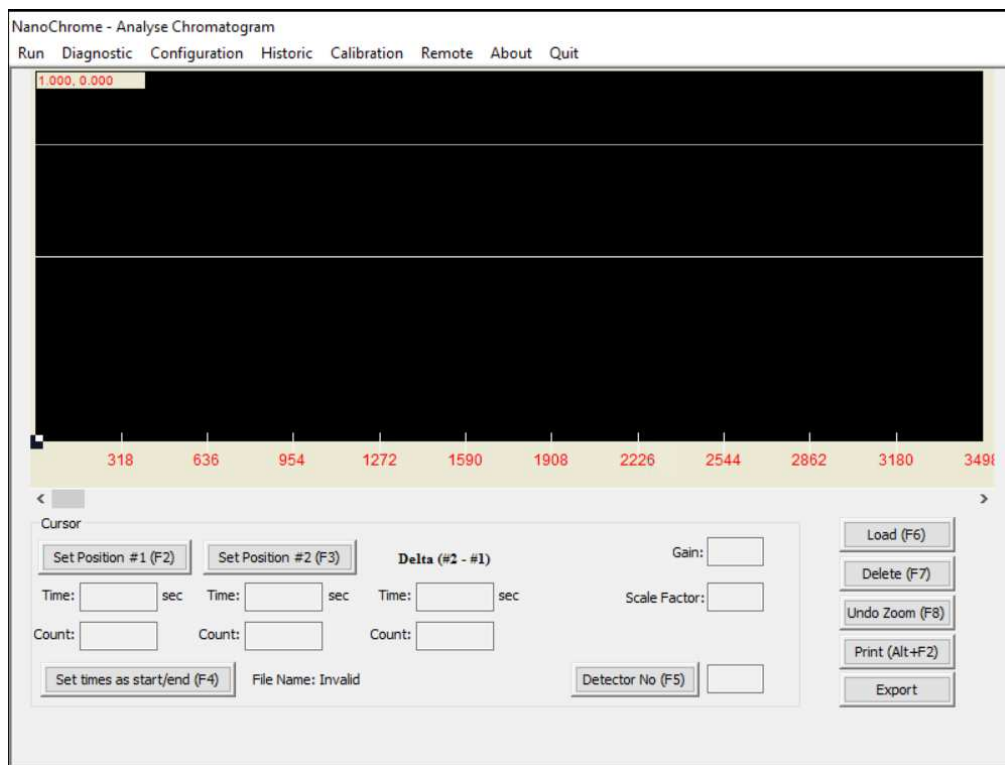 NanoChrome - Analyse Chromatogram
Run Diagnostic Configuration Historic Calibration Remote About Quit
1.000, 0.000
318 636 954 1272 1590 1908 2226 2544 2862 3180 3498
Cursor
Set Position #1 (F2) Set Position #2 (F3) Delta (#2 - #1) Gain:
Time: sec Time: sec Time: sec Scale Factor:
Count: Count: Count:
Set times as start/end (F4) File Name: Invalid Detector No (F5)
Load (F6)
Delete (F7)
Undo Zoom (F8)
Print (Alt+F2)
Export